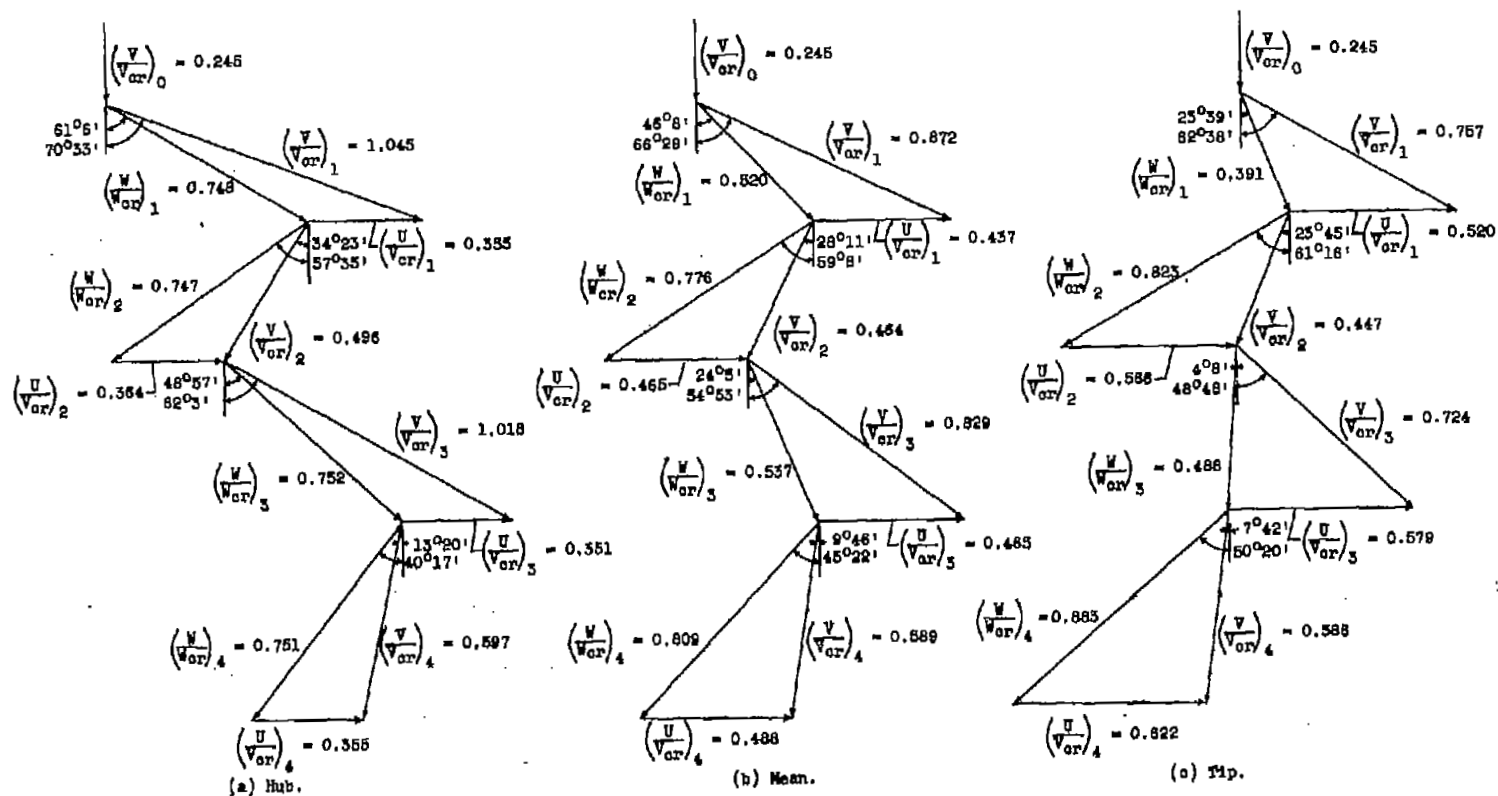 (V/Vcr)0 = 0.245
61°6'
70°33'
(V/Vcr)1 = 1.045
(W/Wcr)1 = 0.748
34°23'
57°35'
(U/Vcr)1 = 0.355
(W/Wcr)2 = 0.747
(V/Vcr)2 = 0.496
(U/Vcr)2 = 0.364
48°57'
62°3'
(V/Vcr)3 = 1.018
(W/Wcr)3 = 0.752
13°20'
40°17'
(U/Vcr)3 = 0.351
(W/Wcr)4 = 0.751
(V/Vcr)4 = 0.597
(U/Vcr)4 = 0.355
(a) Hub.
(V/Vcr)0 = 0.245
46°8'
66°28'
(V/Vcr)1 = 0.872
(W/Wcr)1 = 0.520
28°11'
59°8'
(U/Vcr)1 = 0.437
(W/Wcr)2 = 0.776
(V/Vcr)2 = 0.464
(U/Vcr)2 = 0.465
24°5'
54°53'
(V/Vcr)3 = 0.829
(W/Wcr)3 = 0.537
9°46'
45°22'
(U/Vcr)3 = 0.465
(W/Wcr)4 = 0.809
(V/Vcr)4 = 0.589
(U/Vcr)4 = 0.488
(b) Mean.
(V/Vcr)0 = 0.245
23°39'
62°38'
(V/Vcr)1 = 0.757
(W/Wcr)1 = 0.391
23°45'
61°16'
(U/Vcr)1 = 0.520
(W/Wcr)2 = 0.823
(V/Vcr)2 = 0.447
(U/Vcr)2 = 0.566
4°8'
48°48'
(V/Vcr)3 = 0.724
(W/Wcr)3 = 0.486
7°42'
50°20'
(U/Vcr)3 = 0.579
(W/Wcr)4 = 0.883
(V/Vcr)4 = 0.586
(U/Vcr)4 = 0.622
(c) Tip.